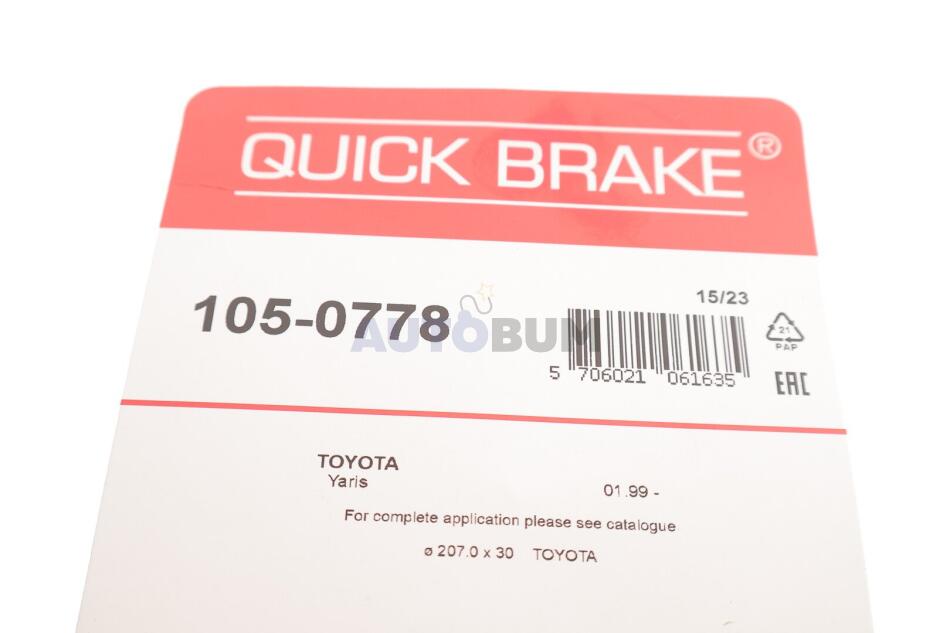 QUICK BRAKE®
15/23
105-0778
AUTOBUM
21
PAP
5 706021 061635
EAC
TOYOTA
Yaris 01.99 -
For complete application please see catalogue
ø 207.0 x 30 TOYOTA